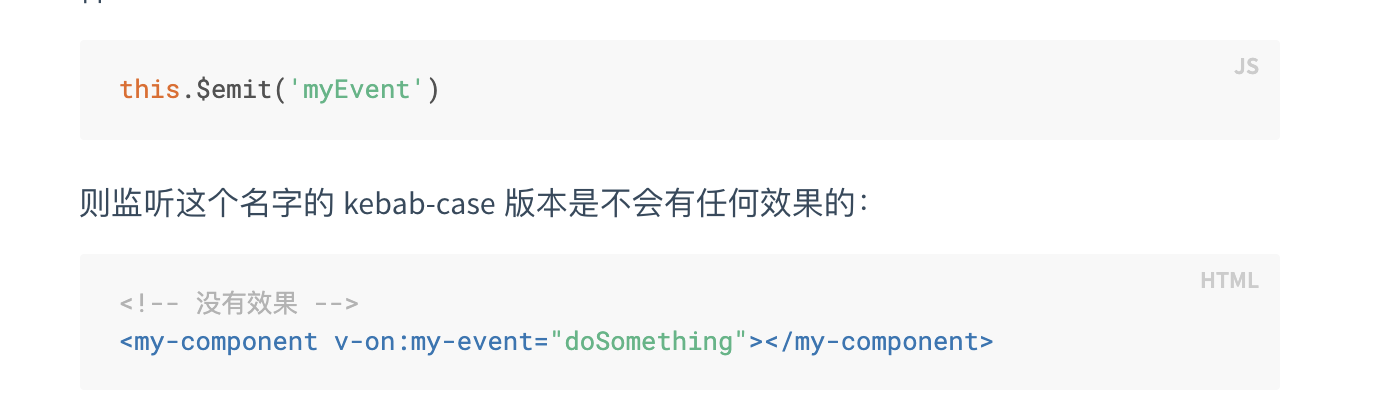 JS
this.$emit('myEvent')
则监听这个名字的 kebab-case 版本是不会有任何效果的：
HTML
<!-- 没有效果 -->
<my-component v-on:my-event="doSomething"></my-component>